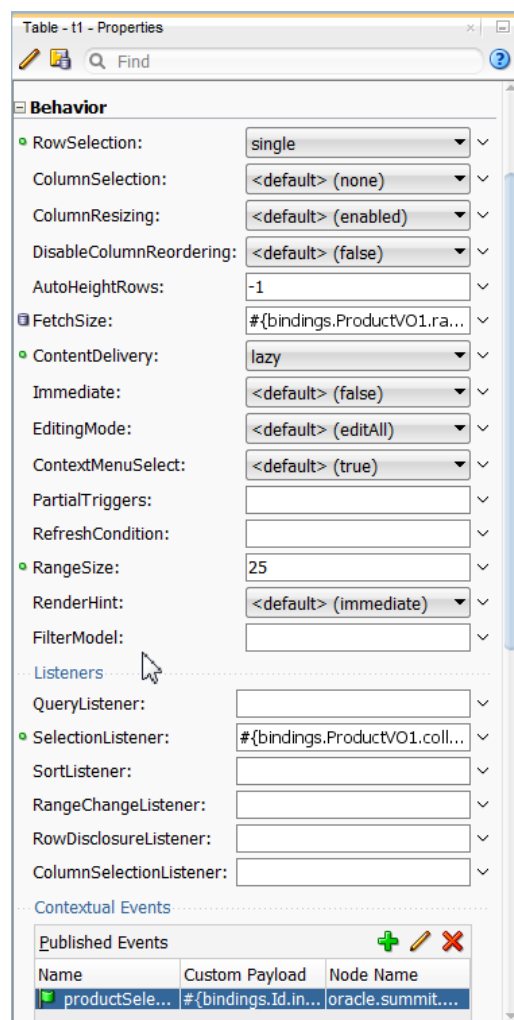 Table - t1 - Properties
Find
Behavior
RowSelection: single
ColumnSelection: <default> (none)
ColumnResizing: <default> (enabled)
DisableColumnReordering: <default> (false)
AutoHeightRows: -1
FetchSize: #{bindings.ProductVO1.ra...
ContentDelivery: lazy
Immediate: <default> (false)
EditingMode: <default> (editAll)
ContextMenuSelect: <default> (true)
PartialTriggers:
RefreshCondition:
RangeSize: 25
RenderHint: <default> (immediate)
FilterModel:
Listeners
QueryListener:
SelectionListener: #{bindings.ProductVO1.coll...
SortListener:
RangeChangeListener:
RowDisclosureListener:
ColumnSelectionListener:
Contextual Events
Published Events
Name Custom Payload Node Name
productSele... #{bindings.Id.in... oracle.summit....